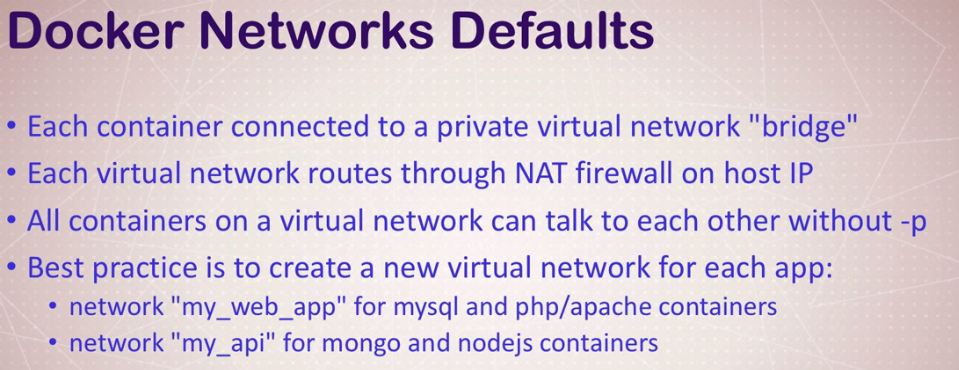 Docker Networks Defaults
• Each container connected to a private virtual network "bridge"
• Each virtual network routes through NAT firewall on host IP
• All containers on a virtual network can talk to each other without -p
• Best practice is to create a new virtual network for each app:
• network "my_web_app" for mysql and php/apache containers
• network "my_api" for mongo and nodejs containers